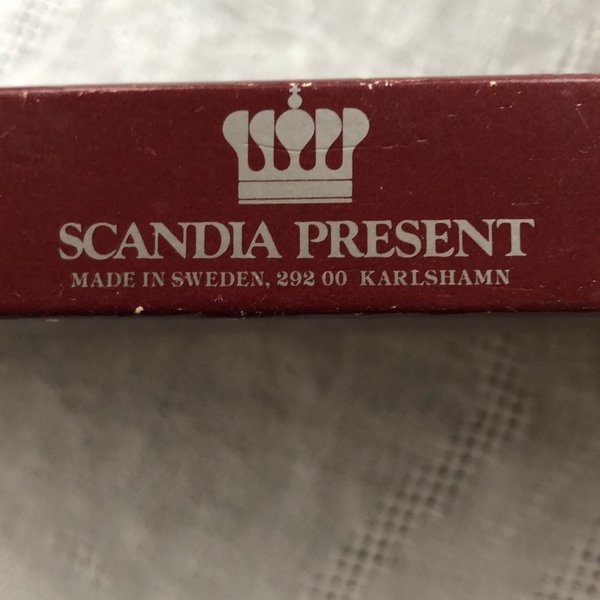 SCANDIA PRESENT
MADE IN SWEDEN, 292 00 KARLSHAMN